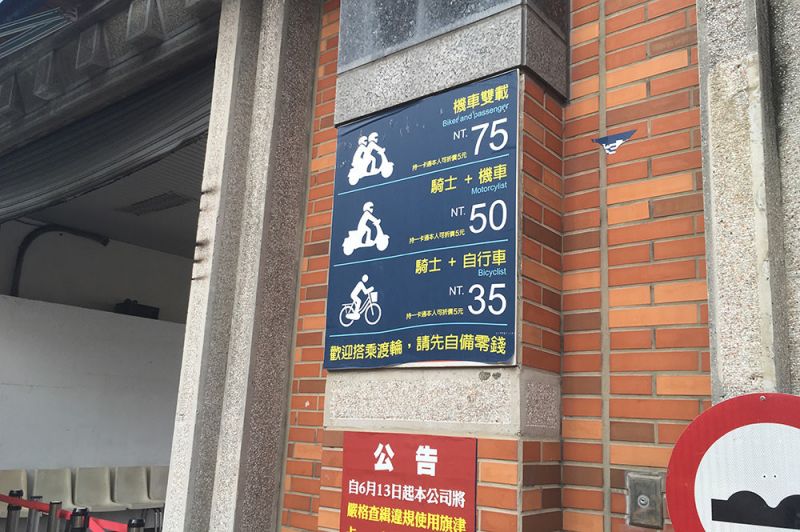 機車雙載
Biker and passenger
NT. 75
持一卡通本人可折價5元
騎士 + 機車
Motorcylist
NT. 50
持一卡通本人可折價5元
騎士 + 自行車
Bicyclist
NT. 35
持一卡通本人可折價5元
歡迎搭乘渡輪，請先自備零錢
公告
自6月13日起本公司將
嚴格查緝違規使用旗津